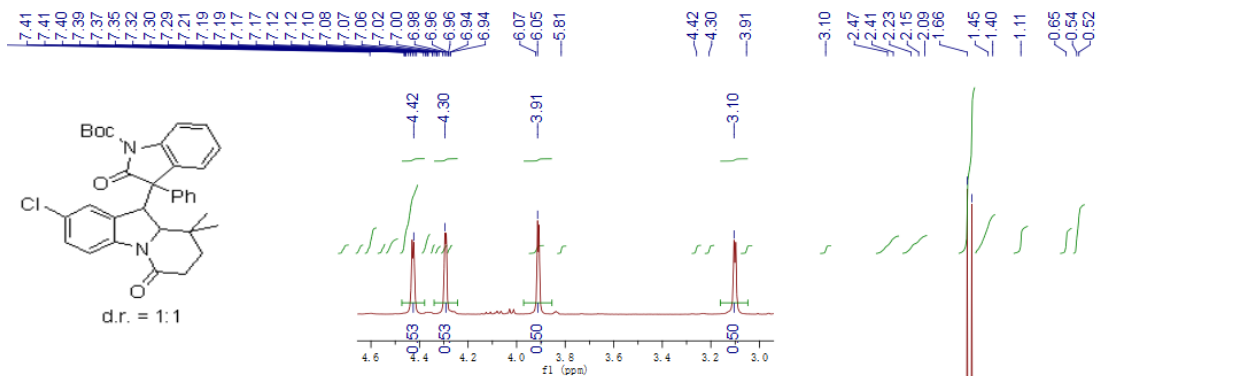 7.41 7.41 7.40 7.39 7.37 7.35 7.32 7.30 7.29 7.21 7.19 7.19 7.17 7.17 7.12 7.12 7.10 7.08 7.07 7.06 7.02 7.00 6.98 6.96 6.96 6.94 6.94 6.07 6.05 5.81 4.42 4.30 3.91 3.10 2.47 2.41 2.23 2.15 2.09 1.66 1.45 1.40 1.11 0.65 0.54 0.52
4.42 4.30 3.91 3.10
Boc
N
O
Ph
Cl
N
O
d.r. = 1:1
0.53 0.53 0.50 0.50
4.6 4.4 4.2 4.0 3.8 3.6 3.4 3.2 3.0
f1 (ppm)